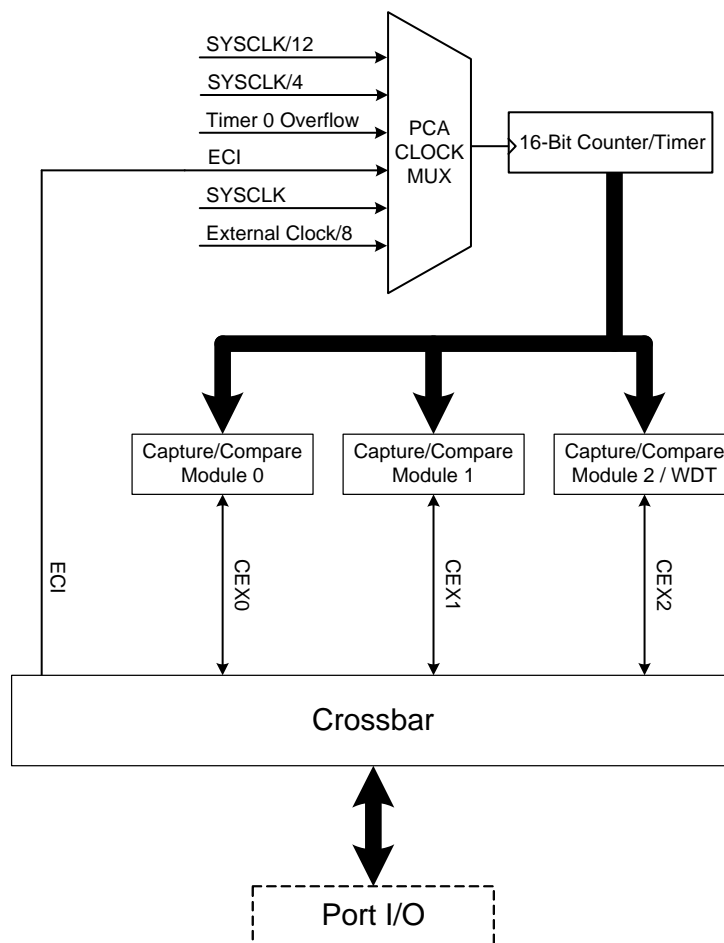 SYSCLK/12
SYSCLK/4
Timer 0 Overflow
ECI
SYSCLK
External Clock/8
PCA
CLOCK
MUX
16-Bit Counter/Timer
Capture/Compare
Module 0
Capture/Compare
Module 1
Capture/Compare
Module 2 / WDT
ECI
CEX0
CEX1
CEX2
Crossbar
Port I/O